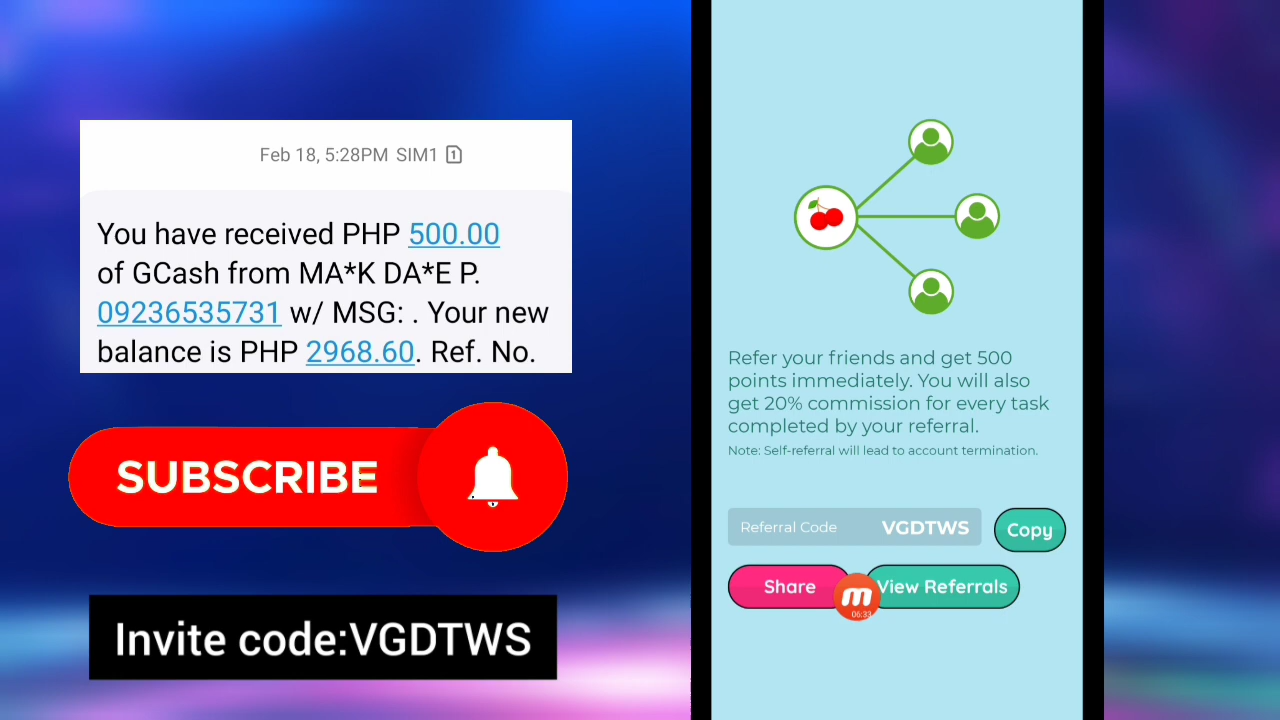 Feb 18, 5:28PM SIM1 1
You have received PHP 500.00
of GCash from MA*K DA*E P.
09236535731 w/ MSG: . Your new
balance is PHP 2968.60. Ref. No.
SUBSCRIBE
Invite code:VGDTWS
Refer your friends and get 500
points immediately. You will also
get 20% commission for every task
completed by your referral.
Note: Self-referral will lead to account termination.
Referral Code VGDTWS Copy
Share View Referrals
m
06:33